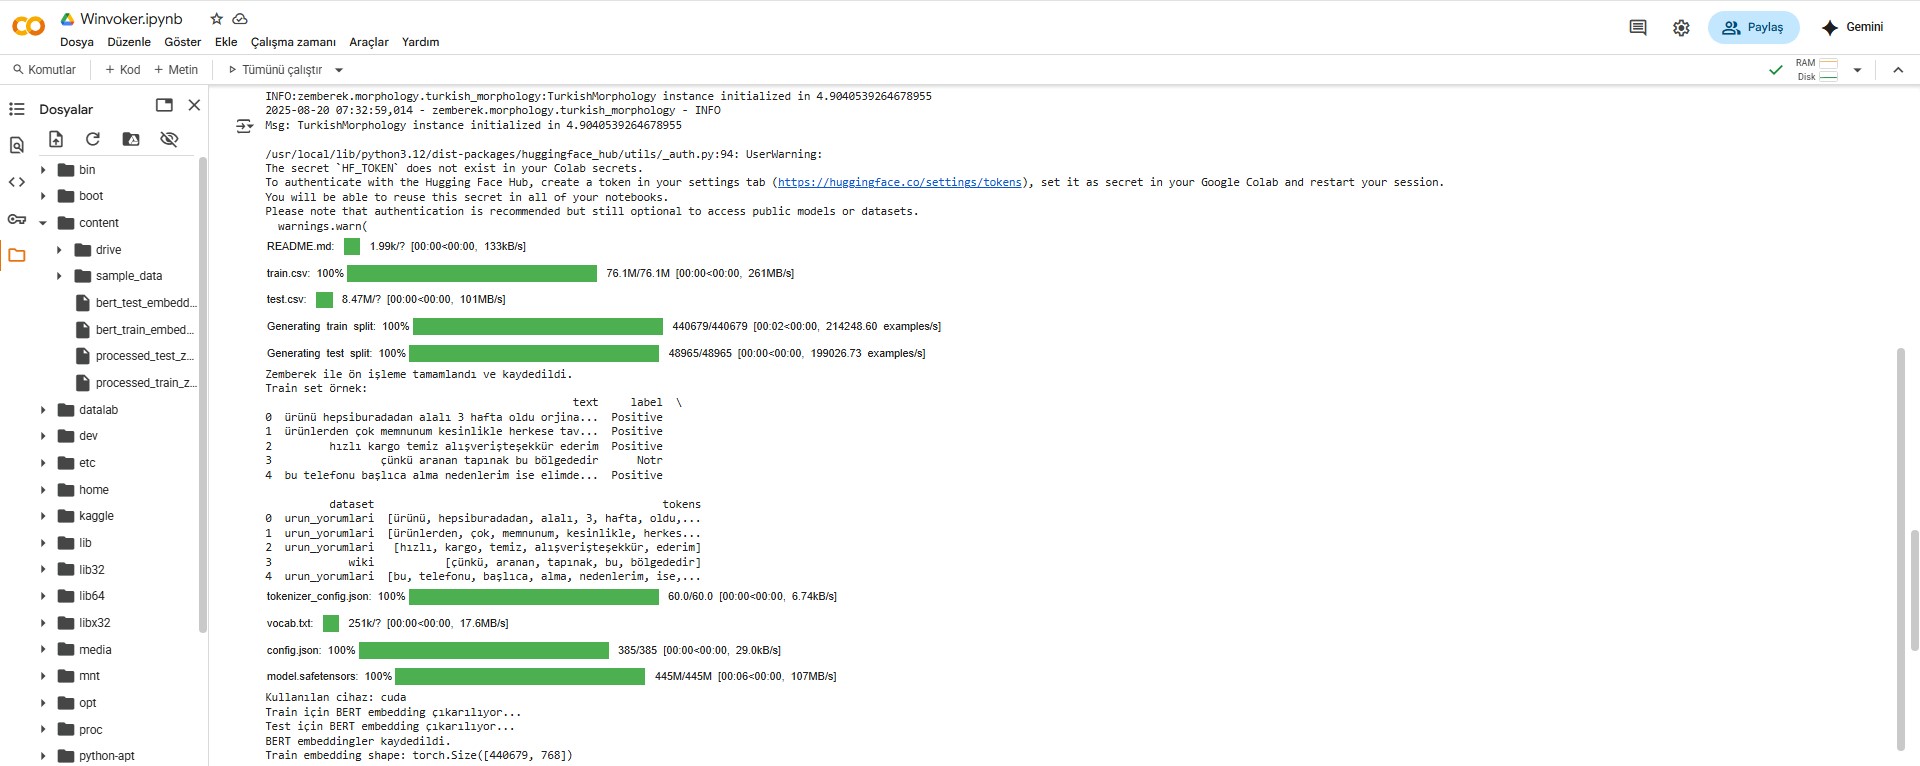 Winvoker.ipynb
Dosya Düzenle Göster Ekle Çalışma zamanı Araçlar Yardım
Paylaş
Gemini
Komutlar + Kod + Metin Tümünü çalıştır
RAM
Disk
Dosyalar
bin
boot
content
drive
sample_data
bert_test_embedd...
bert_train_embed...
processed_test_z...
processed_train_z...
datalab
dev
etc
home
kaggle
lib
lib32
lib64
libx32
media
mnt
opt
proc
python-apt
INFO:zemberek.morphology.turkish_morphology:TurkishMorphology instance initialized in 4.9040539264678955
2025-08-20 07:32:59,014 - zemberek.morphology.turkish_morphology - INFO
Msg: TurkishMorphology instance initialized in 4.9040539264678955
/usr/local/lib/python3.12/dist-packages/huggingface_hub/utils/_auth.py:94: UserWarning:
The secret `HF_TOKEN` does not exist in your Colab secrets.
To authenticate with the Hugging Face Hub, create a token in your settings tab (https://huggingface.co/settings/tokens), set it as secret in your Google Colab and restart your session.
You will be able to reuse this secret in all of your notebooks.
Please note that authentication is recommended but still optional to access public models or datasets.
warnings.warn(
README.md: 1.99k/? [00:00<00:00, 133kB/s]
train.csv: 100% 76.1M/76.1M [00:00<00:00, 261MB/s]
test.csv: 8.47M/? [00:00<00:00, 101MB/s]
Generating train split: 100% 440679/440679 [00:02<00:00, 214248.60 examples/s]
Generating test split: 100% 48965/48965 [00:00<00:00, 199026.73 examples/s]
Zemberek ile ön işleme tamamlandı ve kaydedildi.
Train set örnek:
text label \
0 ürünü hepsiburadadan alalı 3 hafta oldu orjina... Positive
1 ürünlerden çok memnunum kesinlikle herkese tav... Positive
2 hızlı kargo temiz alışverişteşekkür ederim Positive
3 çünkü aranan tapınak bu bölgededir Notr
4 bu telefonu başlıca alma nedenlerim ise elimde... Positive
dataset tokens
0 urun_yorumlari [ürünü, hepsiburadadan, alalı, 3, hafta, oldu,...
1 urun_yorumlari [ürünlerden, çok, memnunum, kesinlikle, herkes...
2 urun_yorumlari [hızlı, kargo, temiz, alışverişteşekkür, ederim]
3 wiki [çünkü, aranan, tapınak, bu, bölgededir]
4 urun_yorumlari [bu, telefonu, başlıca, alma, nedenlerim, ise,...
tokenizer_config.json: 100% 60.0/60.0 [00:00<00:00, 6.74kB/s]
vocab.txt: 251k/? [00:00<00:00, 17.6MB/s]
config.json: 100% 385/385 [00:00<00:00, 29.0kB/s]
model.safetensors: 100% 445M/445M [00:06<00:00, 107MB/s]
Kullanılan cihaz: cuda
Train için BERT embedding çıkarılıyor...
Test için BERT embedding çıkarılıyor...
BERT embeddingler kaydedildi.
Train embedding shape: torch.Size([440679, 768])